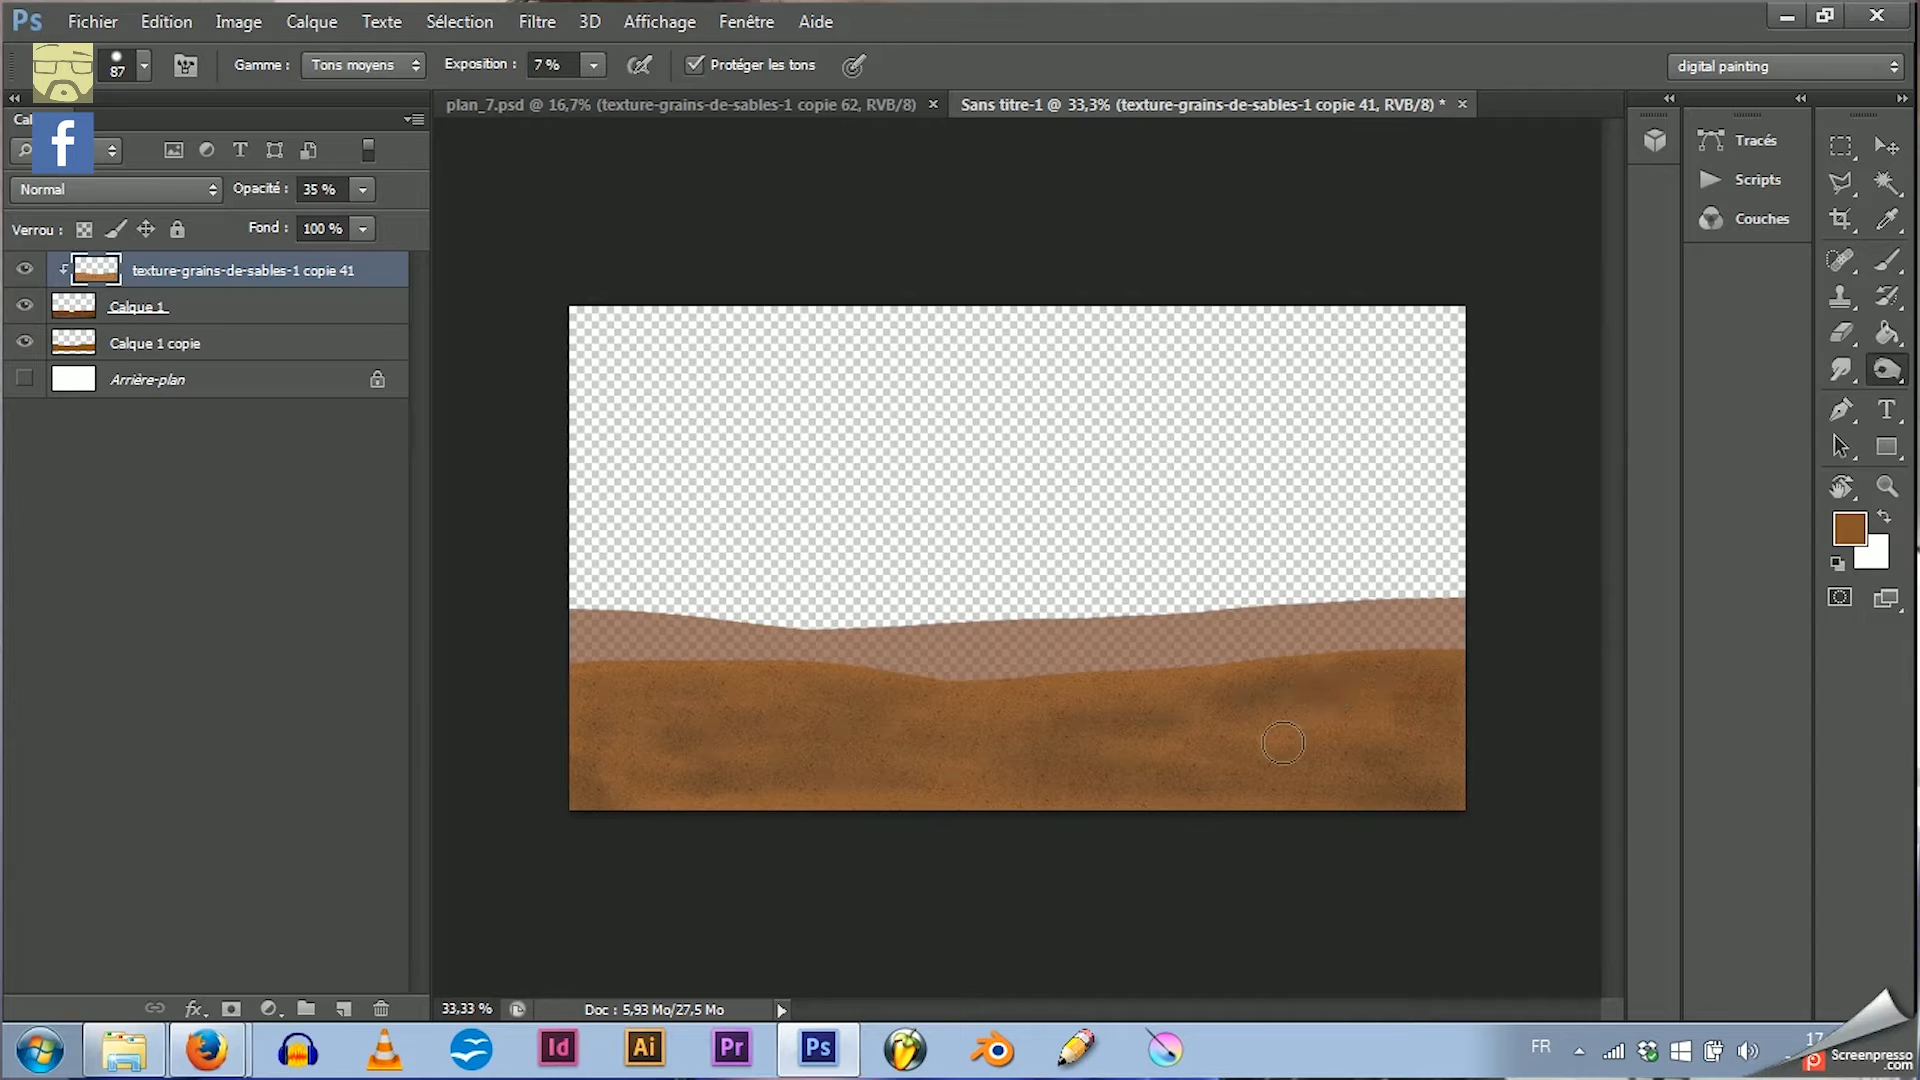 Ps Fichier Edition Image Calque Texte Sélection Filtre 3D Affichage Fenêtre Aide
87 Gamme : Tons moyens Exposition : 7 % Protéger les tons digital painting
plan_7.psd @ 16,7% (texture-grains-de-sables-1 copie 62, RVB/8) × Sans titre-1 @ 33,3% (texture-grains-de-sables-1 copie 41, RVB/8) * ×
Cal
f
Normal Opacité : 35 %
Verrou : Fond : 100 %
texture-grains-de-sables-1 copie 41
Calque 1
Calque 1 copie
Arrière-plan
Tracés
Scripts
Couches
T
T
fx
33,33 % Doc : 5,93 Mo/27,5 Mo
Id Ai Pr Ps FR 17
Screenpresso
.com